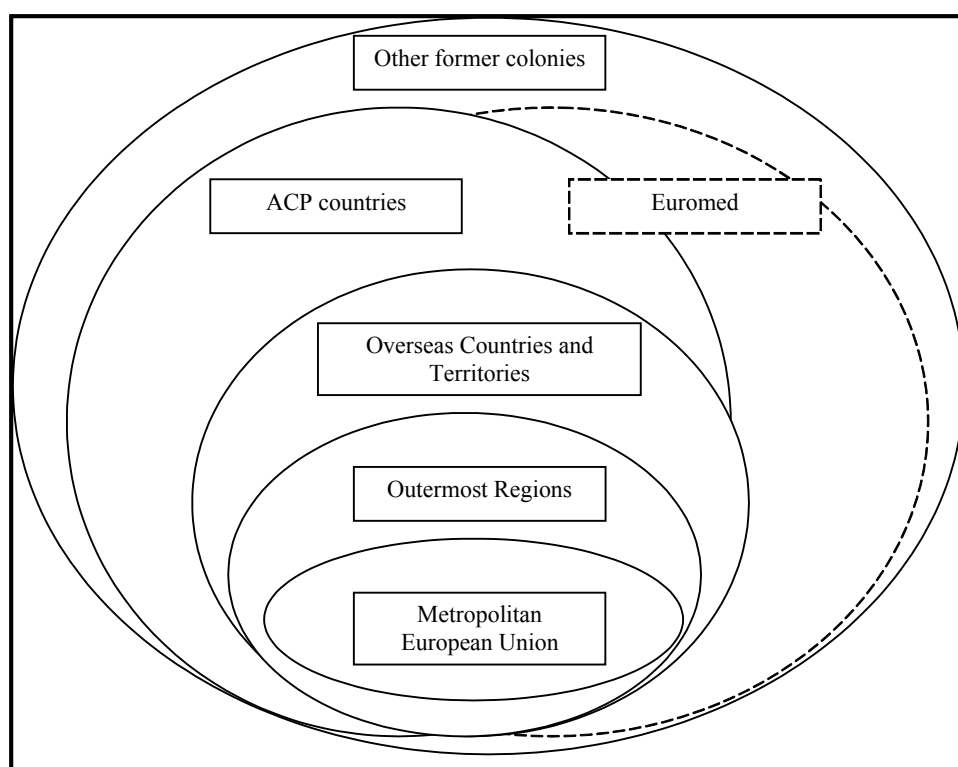 Other former colonies
ACP countries
Euromed
Overseas Countries and
Territories
Outermost Regions
Metropolitan
European Union